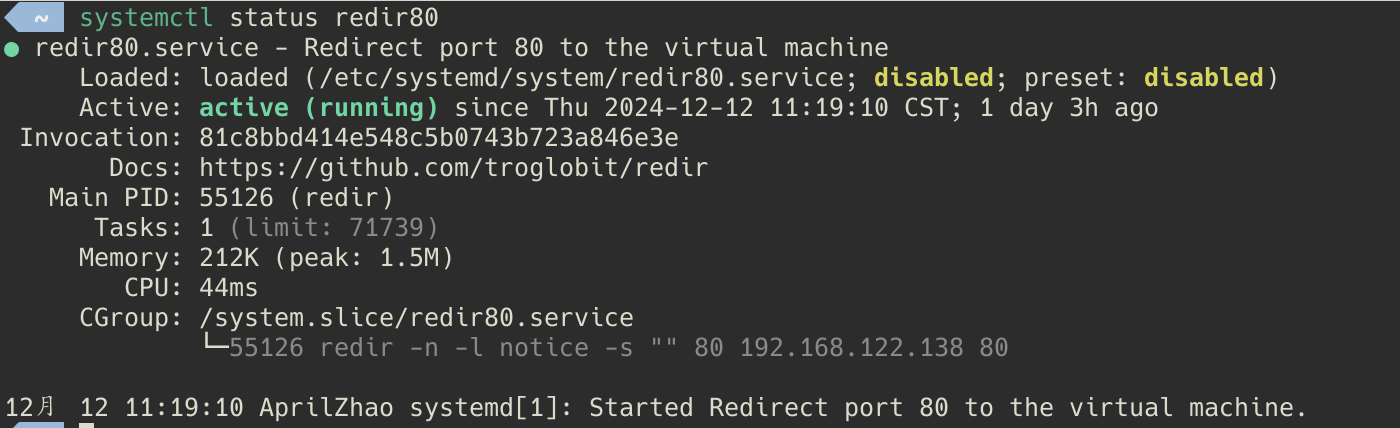 ~ systemctl status redir80
● redir80.service - Redirect port 80 to the virtual machine
Loaded: loaded (/etc/systemd/system/redir80.service; disabled; preset: disabled)
Active: active (running) since Thu 2024-12-12 11:19:10 CST; 1 day 3h ago
Invocation: 81c8bbd414e548c5b0743b723a846e3e
Docs: https://github.com/troglobit/redir
Main PID: 55126 (redir)
Tasks: 1 (limit: 71739)
Memory: 212K (peak: 1.5M)
CPU: 44ms
CGroup: /system.slice/redir80.service
└─55126 redir -n -l notice -s "" 80 192.168.122.138 80
12月 12 11:19:10 AprilZhao systemd[1]: Started Redirect port 80 to the virtual machine.